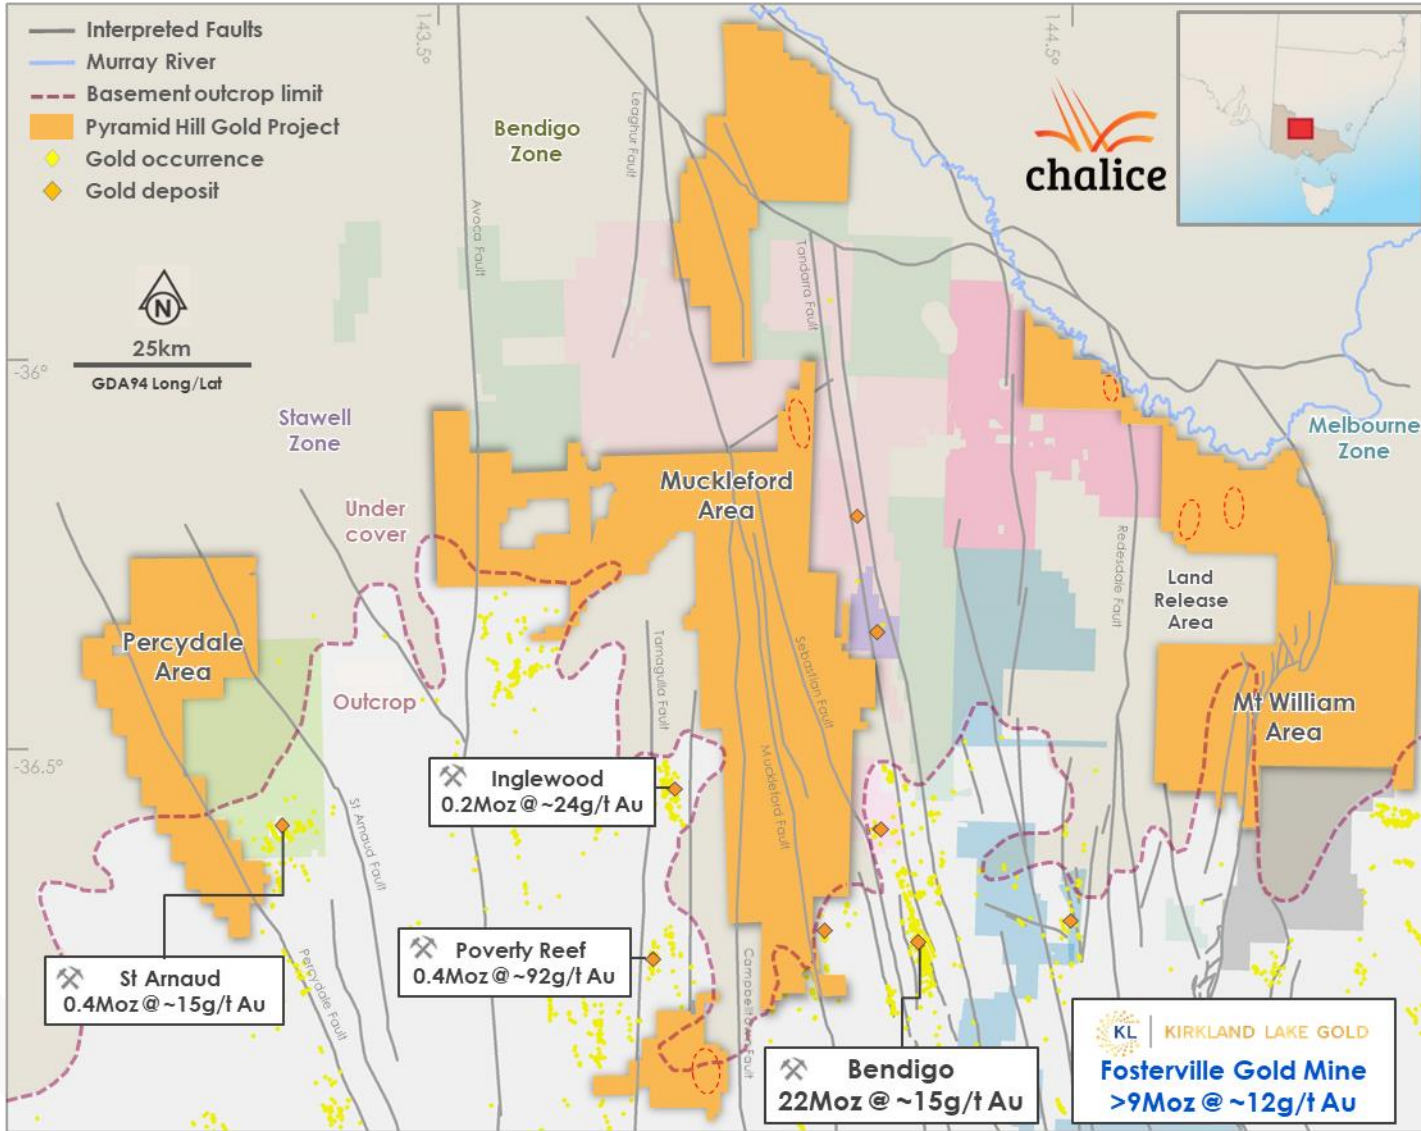 Interpreted Faults
Murray River
Basement outcrop limit
Pyramid Hill Gold Project
Gold occurrence
Gold deposit
143.5°
144.5°
chalice
Bendigo
Zone
Leaghur Fault
Avoca Fault
Tandarra Fault
N
25km
GDA94 Long/Lat
-36°
Stawell
Zone
Melbourne
Zone
Under
cover
Muckleford
Area
Redesdale Fault
Land
Release
Area
Percydale
Area
Outcrop
Tarnagulla Fault
Sebastian Fault
Mt William
Area
-36.5°
Inglewood
0.2Moz @ ~24g/t Au
Muckleford Fault
St Arnaud Fault
Poverty Reef
0.4Moz @ ~92g/t Au
St Arnaud
0.4Moz @ ~15g/t Au
Percydale Fault
Campbelltown Fault
Bendigo
22Moz @ ~15g/t Au
KL
KIRKLAND LAKE GOLD
Fosterville Gold Mine
>9Moz @ ~12g/t Au